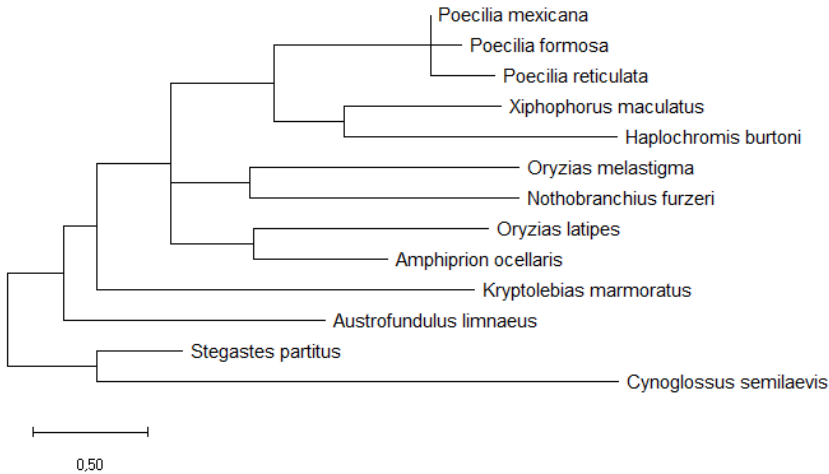 Poecilia mexicana
Poecilia formosa
Poecilia reticulata
Xiphophorus maculatus
Haplochromis burtoni
Oryzias melastigma
Nothobranchius furzeri
Oryzias latipes
Amphiprion ocellaris
Kryptolebias marmoratus
Austrofundulus limnaeus
Stegastes partitus
Cynoglossus semilaevis
0,50